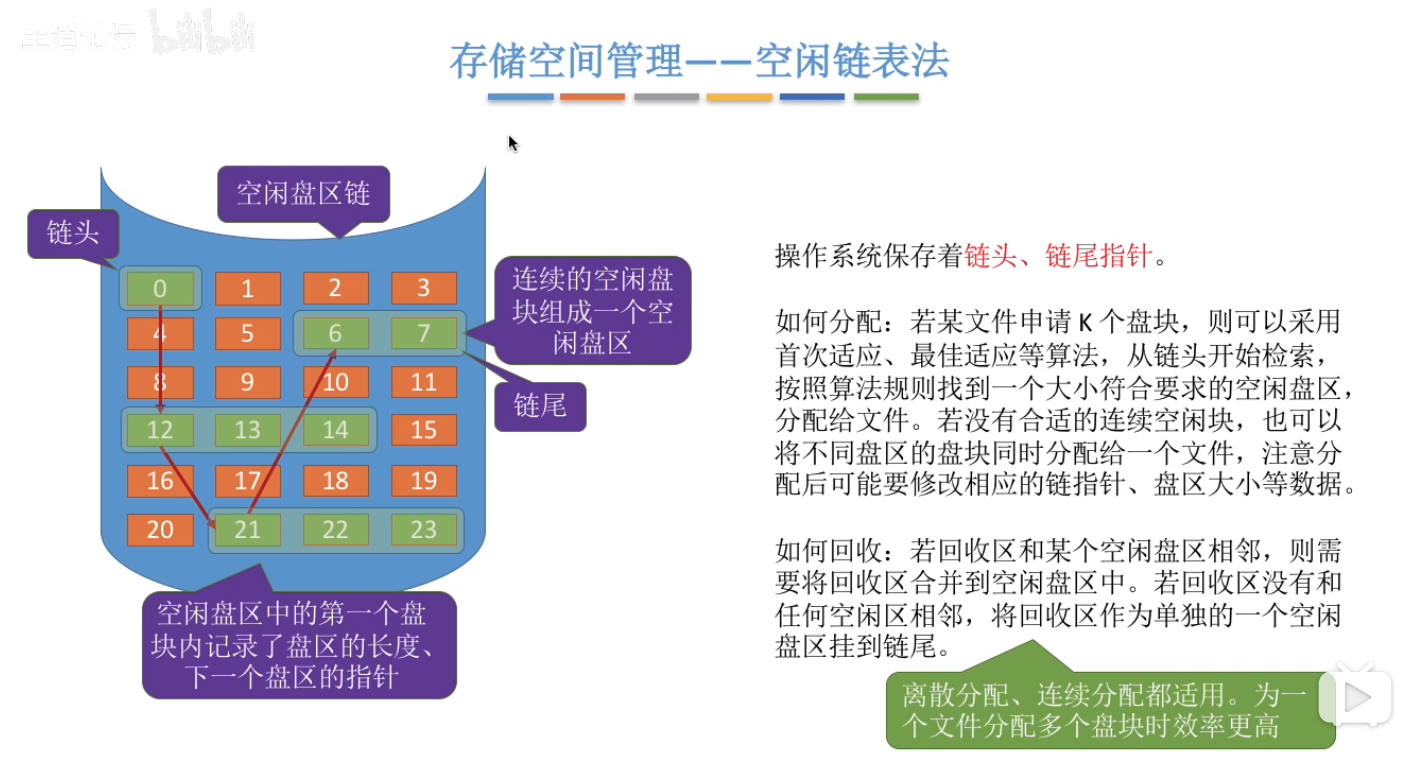 王道论坛 bilibili
存储空间管理——空闲链表法
空闲盘区链
链头
0 1 2 3
4 5 6 7
8 9 10 11
12 13 14 15
16 17 18 19
20 21 22 23
连续的空闲盘
块组成一个空
闲盘区
链尾
空闲盘区中的第一个盘
块内记录了盘区的长度、
下一个盘区的指针
操作系统保存着链头、链尾指针。
如何分配：若某文件申请 K 个盘块，则可以采用
首次适应、最佳适应等算法，从链头开始检索，
按照算法规则找到一个大小符合要求的空闲盘区，
分配给文件。若没有合适的连续空闲块，也可以
将不同盘区的盘块同时分配给一个文件，注意分
配后可能要修改相应的链指针、盘区大小等数据。
如何回收：若回收区和某个空闲盘区相邻，则需
要将回收区合并到空闲盘区中。若回收区没有和
任何空闲区相邻，将回收区作为单独的一个空闲
盘区挂到链尾。
离散分配、连续分配都适用。为一
个文件分配多个盘块时效率更高